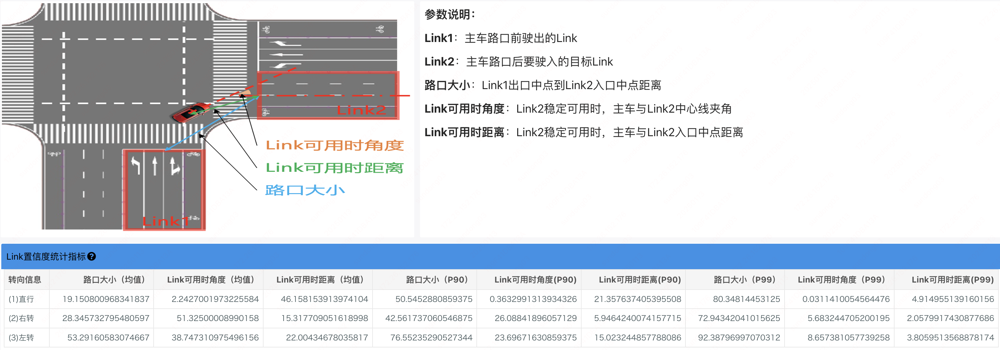 Link2
Link可用时角度
Link可用时距离
路口大小
Link1
参数说明：
Link1：主车路口前驶出的Link
Link2：主车路口后要驶入的目标Link
路口大小：Link1出口中点到Link2入口中点距离
Link可用时角度：Link2稳定可用时，主车与Link2中心线夹角
Link可用时距离：Link2稳定可用时，主车与Link2入口中点距离
Link置信度统计指标?
转向信息 路口大小（均值） Link可用时角度（均值） Link可用时距离（均值） 路口大小（P90） Link可用时角度(P90) Link可用时距离(P90) 路口大小（P99） Link可用时角度（P99） Link可用时距离(P99)
(1)直行 19.150800968341837 2.2427001973225584 46.158153913974104 50.5452880859375 0.3632991313934326 21.357637405395508 80.34814453125 0.0311410054564476 4.914955139160156
(2)右转 28.345732795480597 51.32500008990158 15.317709051618998 42.561737060546875 26.08841896057129 5.9464240074157715 72.94342041015625 5.683244705200195 2.0579917430877686
(3)左转 53.29160583074667 38.747310975496156 22.00434678035817 76.55235290527344 23.69671630859375 15.023244857788086 92.38796997070312 8.657381057739258 3.8059513568878174